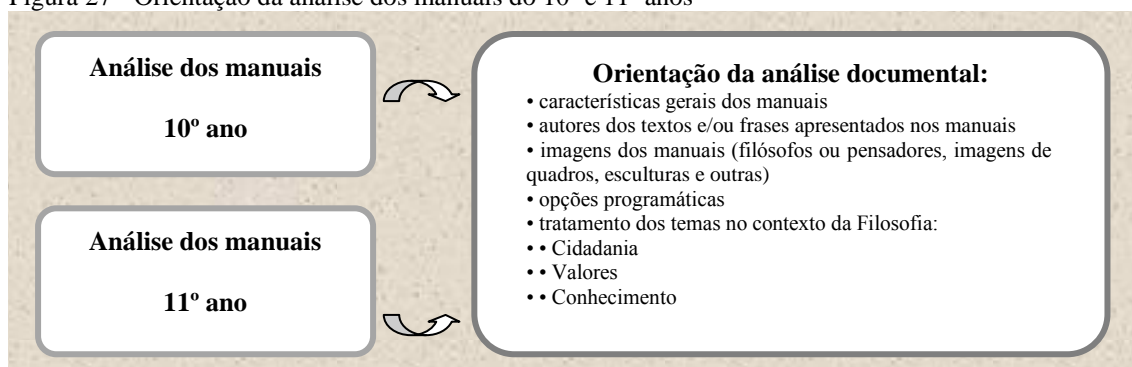 Figura 27 - Orientação da análise dos manuais do 10º e 11º anos
Análise dos manuais
10º ano
Análise dos manuais
11º ano
Orientação da análise documental:
• características gerais dos manuais
• autores dos textos e/ou frases apresentados nos manuais
• imagens dos manuais (filósofos ou pensadores, imagens de
quadros, esculturas e outras)
• opções programáticas
• tratamento dos temas no contexto da Filosofia:
• • Cidadania
• • Valores
• • Conhecimento